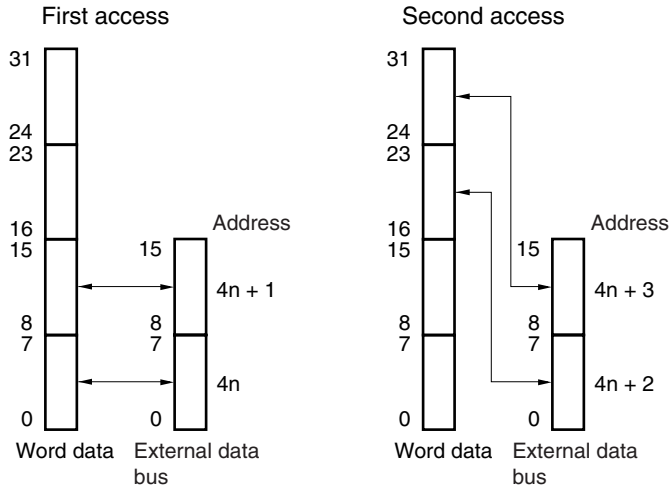 First access
31
24
23
16
15
8
7
0
Address
15
4n + 1
8
7
4n
0
Word data
External data
bus
Second access
31
24
23
16
15
8
7
0
Address
15
4n + 3
8
7
4n + 2
0
Word data
External data
bus